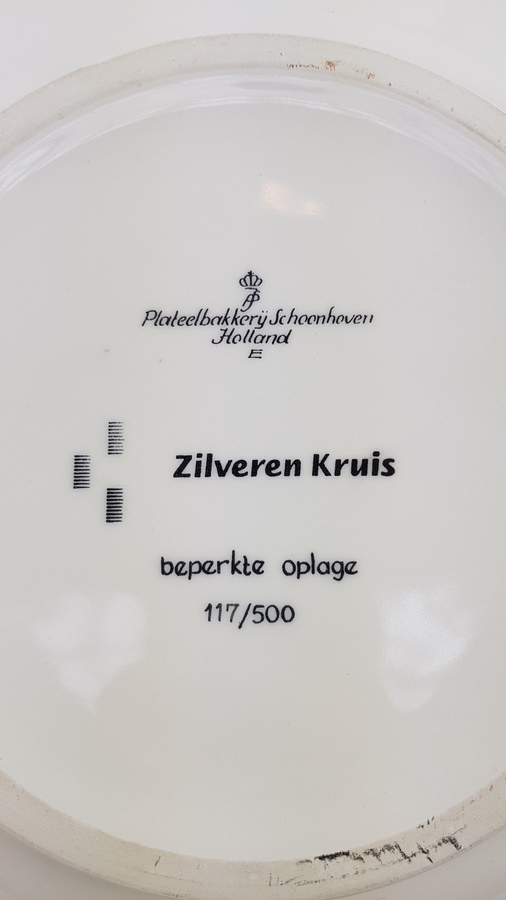 Plateelbakkerij Schoonhoven
Holland
E
Zilveren Kruis
beperkte oplage
117/500